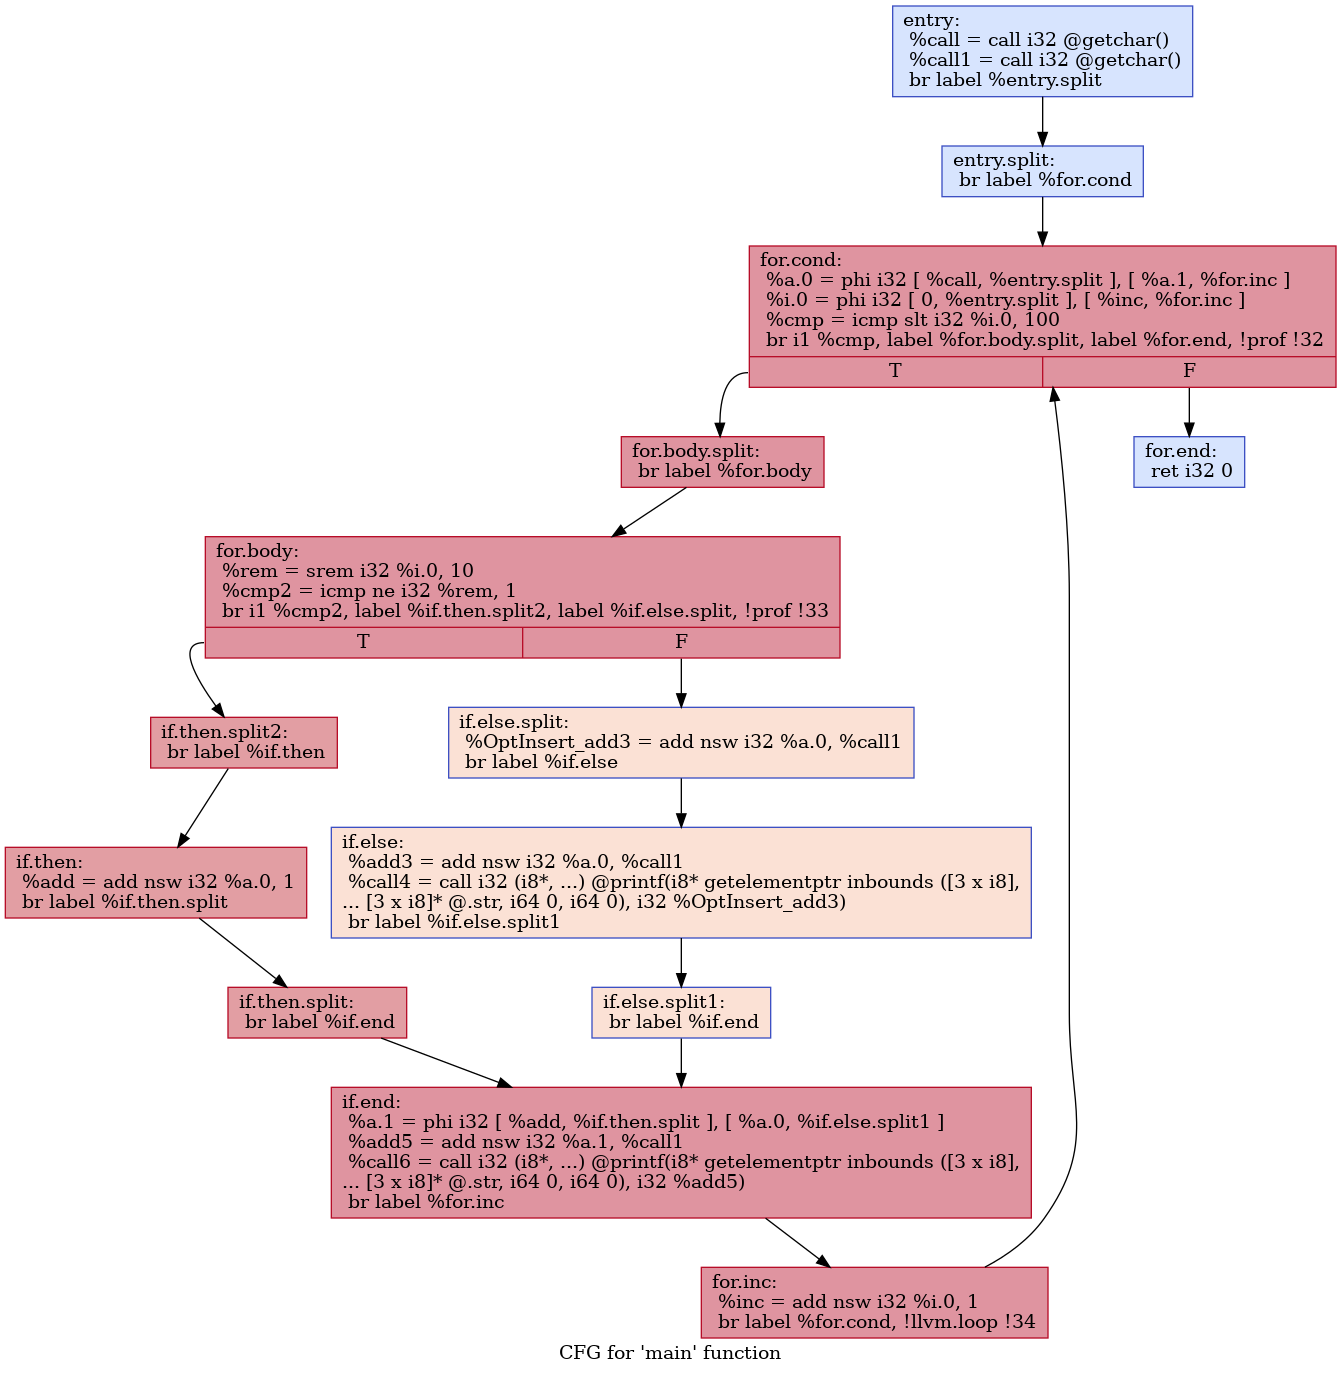 entry:
%call = call i32 @getchar()
%call1 = call i32 @getchar()
br label %entry.split
entry.split:
br label %for.cond
for.cond:
%a.0 = phi i32 [ %call, %entry.split ], [ %a.1, %for.inc ]
%i.0 = phi i32 [ 0, %entry.split ], [ %inc, %for.inc ]
%cmp = icmp slt i32 %i.0, 100
br i1 %cmp, label %for.body.split, label %for.end, !prof !32
T F
for.body.split:
br label %for.body
for.end:
ret i32 0
for.body:
%rem = srem i32 %i.0, 10
%cmp2 = icmp ne i32 %rem, 1
br i1 %cmp2, label %if.then.split2, label %if.else.split, !prof !33
T F
if.then.split2:
br label %if.then
if.else.split:
%OptInsert_add3 = add nsw i32 %a.0, %call1
br label %if.else
if.then:
%add = add nsw i32 %a.0, 1
br label %if.then.split
if.else:
%add3 = add nsw i32 %a.0, %call1
%call4 = call i32 (i8*, ...) @printf(i8* getelementptr inbounds ([3 x i8],
... [3 x i8]* @.str, i64 0, i64 0), i32 %OptInsert_add3)
br label %if.else.split1
if.then.split:
br label %if.end
if.else.split1:
br label %if.end
if.end:
%a.1 = phi i32 [ %add, %if.then.split ], [ %a.0, %if.else.split1 ]
%add5 = add nsw i32 %a.1, %call1
%call6 = call i32 (i8*, ...) @printf(i8* getelementptr inbounds ([3 x i8],
... [3 x i8]* @.str, i64 0, i64 0), i32 %add5)
br label %for.inc
for.inc:
%inc = add nsw i32 %i.0, 1
br label %for.cond, !llvm.loop !34
CFG for 'main' function